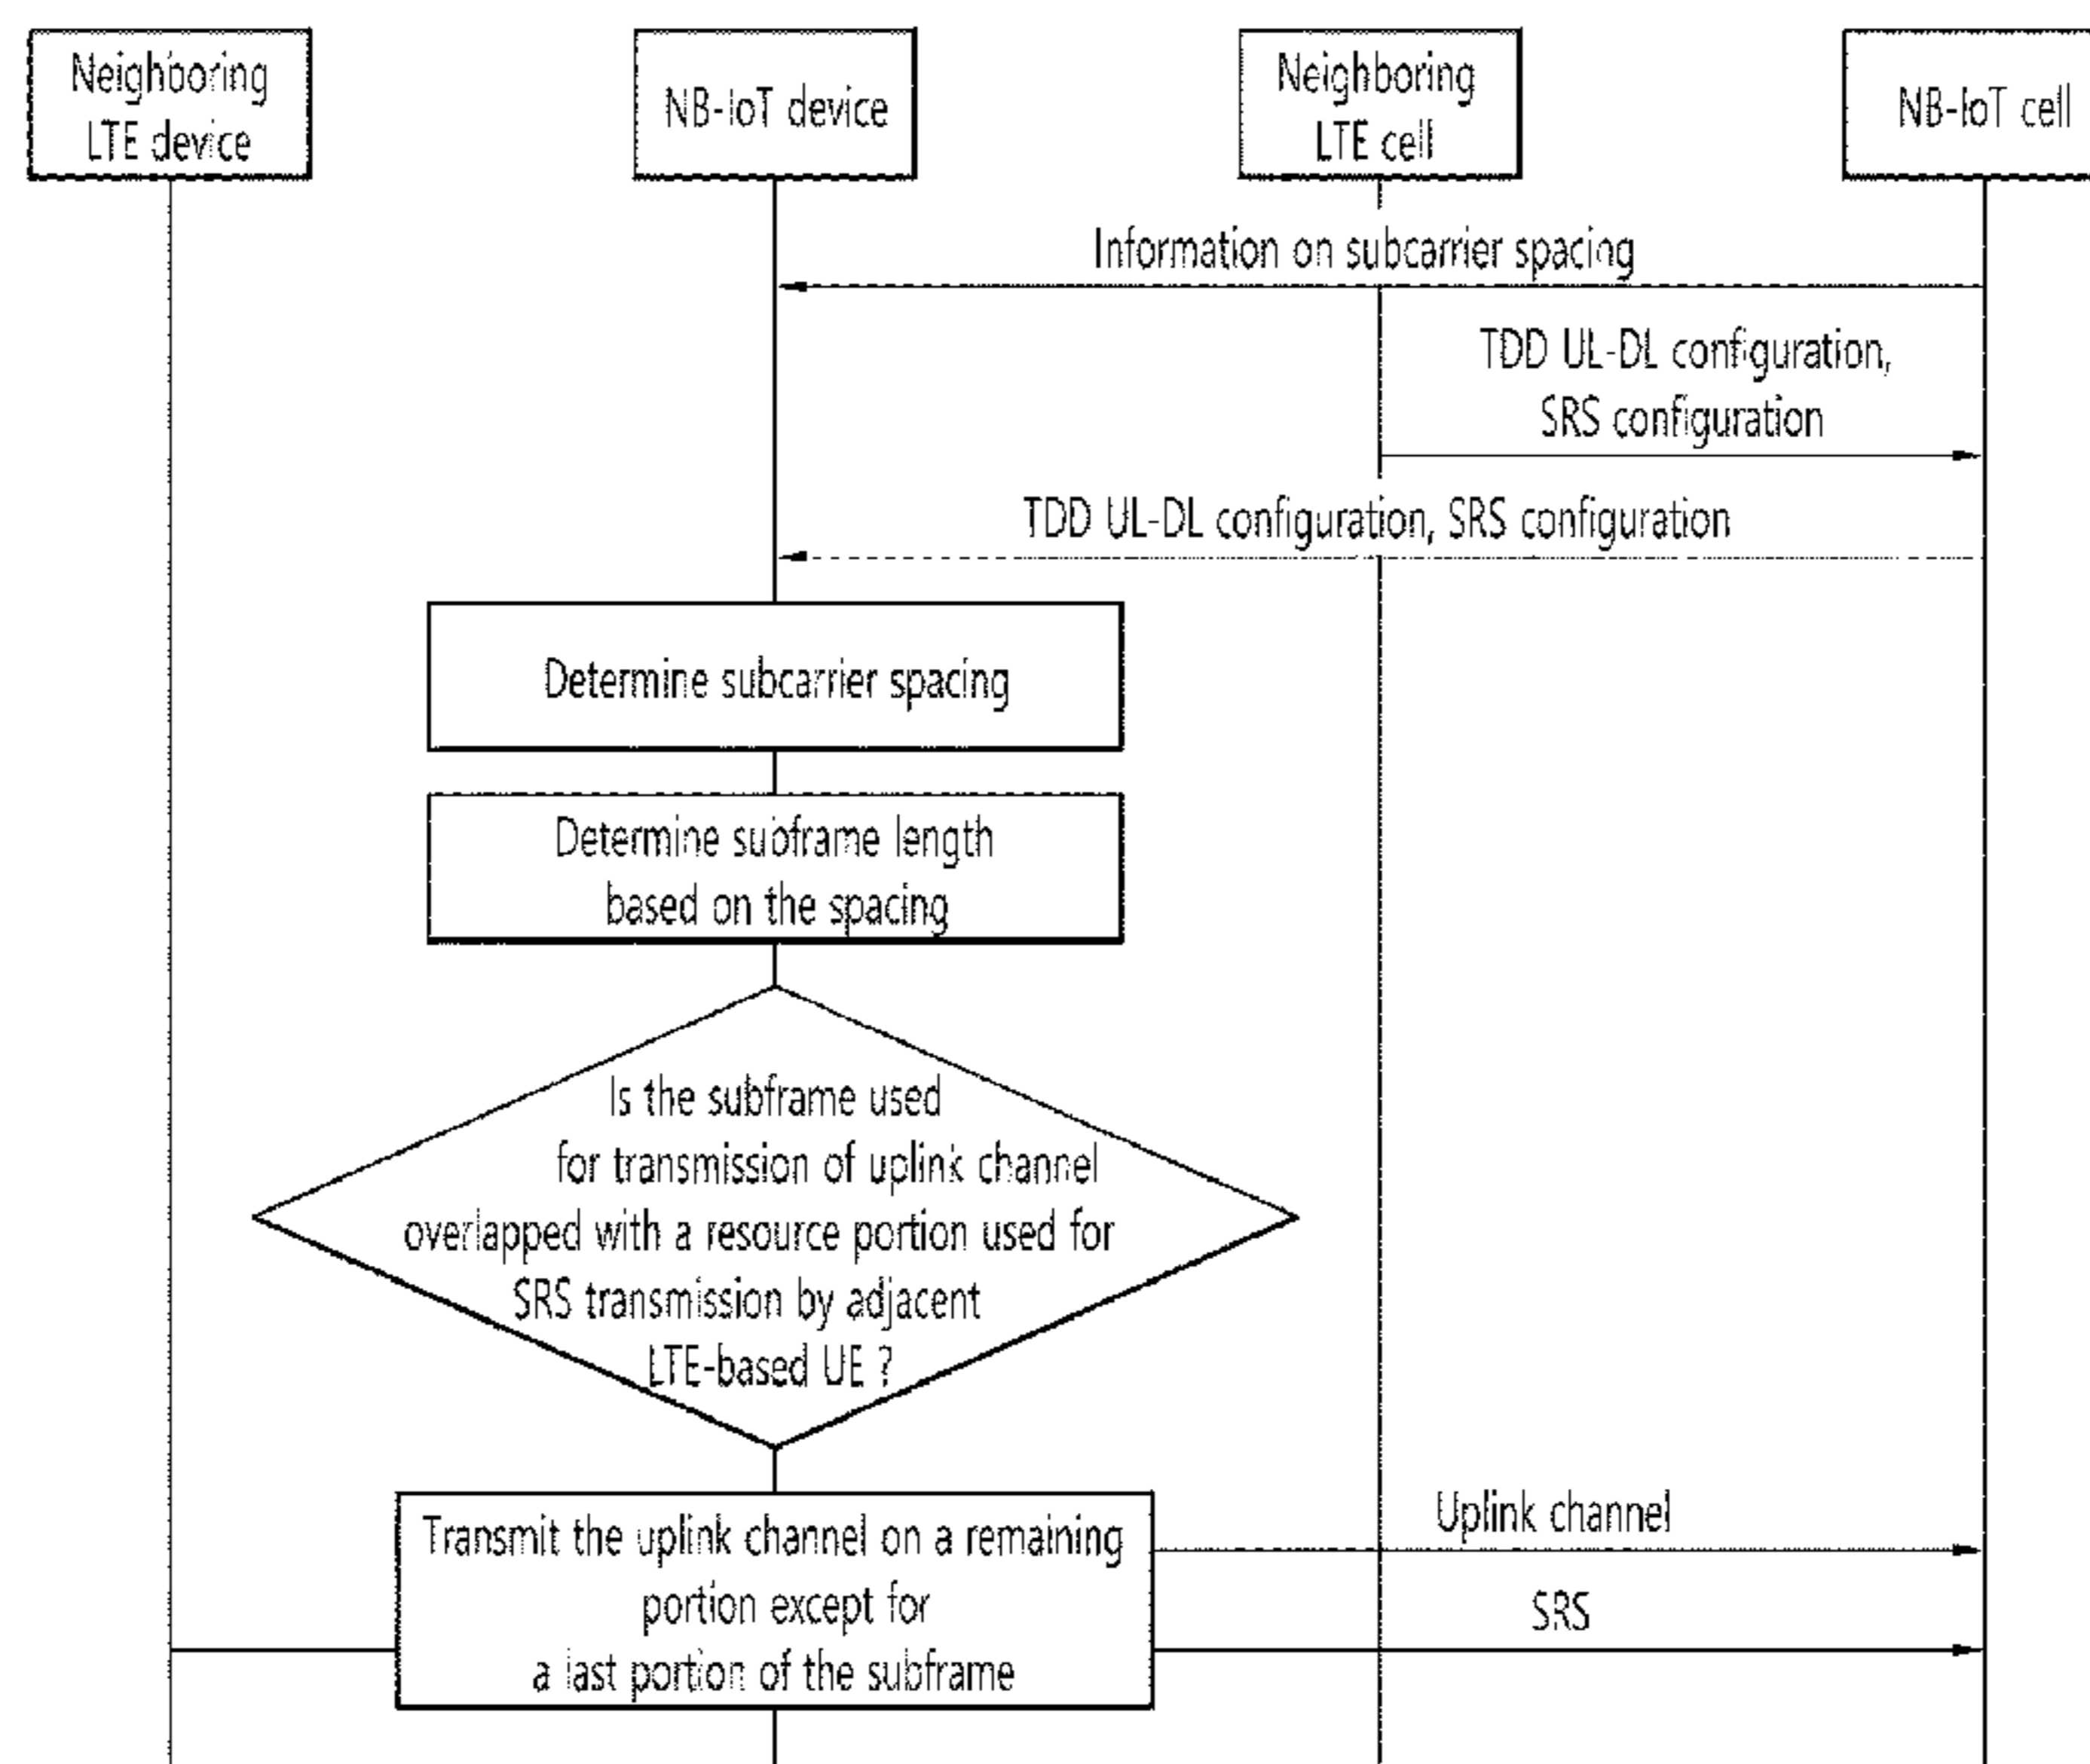 Neighboring
LTE device
NB-IoT device
Neighboring
LTE cell
NB-IoT cell
Information on subcarrier spacing
TDD UL-DL configuration,
SRS configuration
TDD UL-DL configuration, SRS configuration
Determine subcarrier spacing
Determine subframe length
based on the spacing
Is the subframe used
for transmission of uplink channel
overlapped with a resource portion used for
SRS transmission by adjacent
LTE-based UE ?
Transmit the uplink channel on a remaining
portion except for
a last portion of the subframe
Uplink channel
SRS